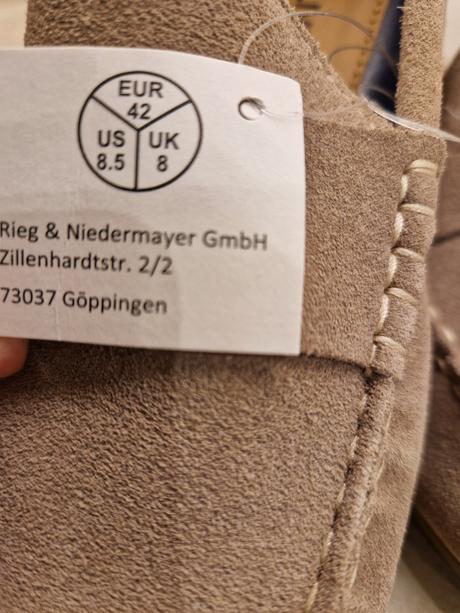 EUR
42
US
8.5
UK
8
Rieg & Niedermayer GmbH
Zillenhardtstr. 2/2
73037 Göppingen